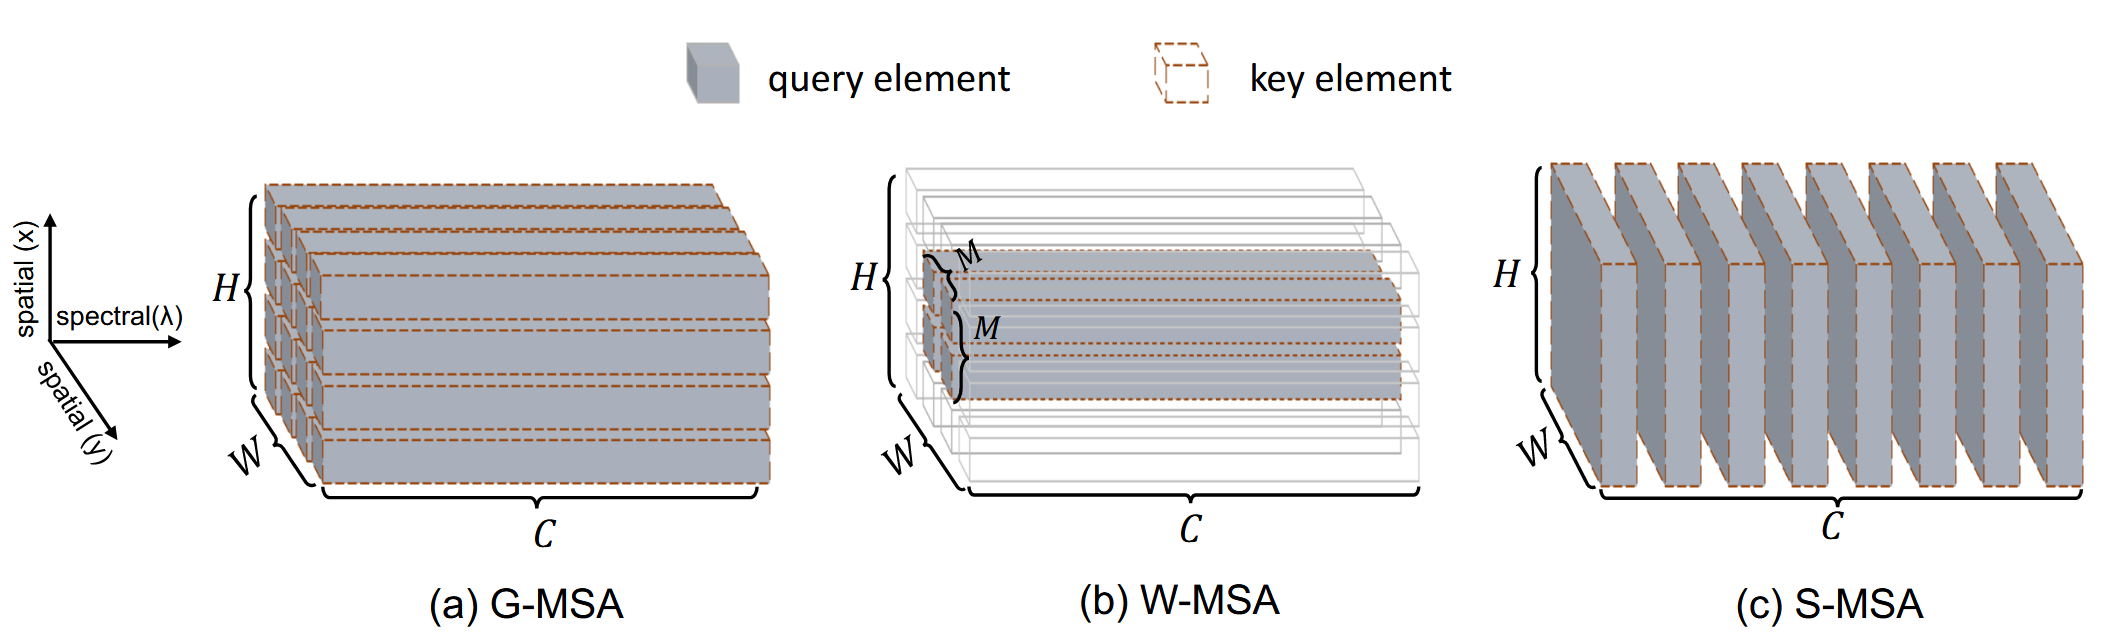 query element
key element
spatial (x)
spectral(λ)
spatial (y)
H
W
C
(a) G-MSA
H
M
M
W
C
(b) W-MSA
H
W
C
(c) S-MSA